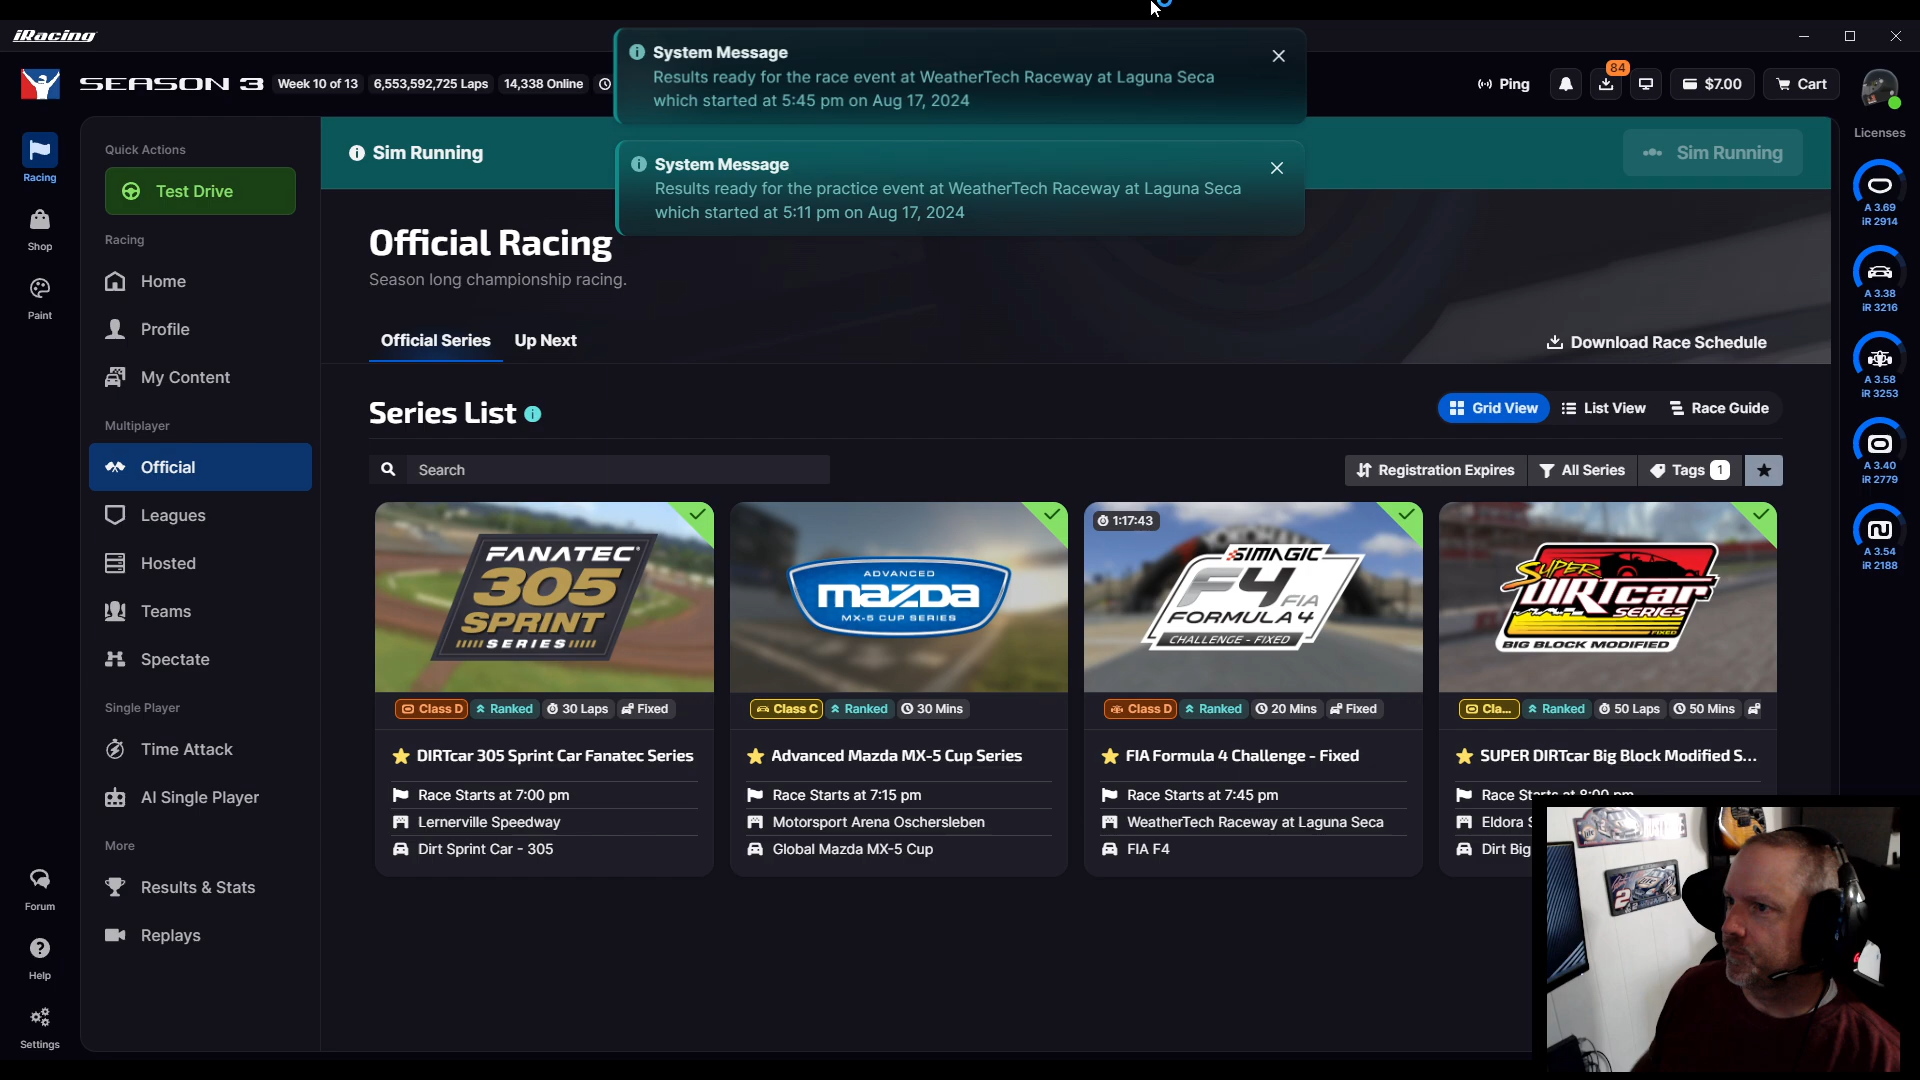 iRacing
SEASON 3
Week 10 of 13
6,553,592,725 Laps
14,338 Online
System Message
Results ready for the race event at WeatherTech Raceway at Laguna Seca
which started at 5:45 pm on Aug 17, 2024
System Message
Results ready for the practice event at WeatherTech Raceway at Laguna Seca
which started at 5:11 pm on Aug 17, 2024
Ping
84
$7.00
Cart
Racing
Shop
Paint
Forum
Help
Settings
Quick Actions
Test Drive
Racing
Home
Profile
My Content
Multiplayer
Official
Leagues
Hosted
Teams
Spectate
Single Player
Time Attack
AI Single Player
More
Results & Stats
Replays
Sim Running
Sim Running
Official Racing
Season long championship racing.
Official Series
Up Next
Download Race Schedule
Series List
Grid View
List View
Race Guide
Search
Registration Expires
All Series
Tags 1
FANATEC
305
SPRINT
SERIES
Class D
Ranked
30 Laps
Fixed
DIRTcar 305 Sprint Car Fanatec Series
Race Starts at 7:00 pm
Lernerville Speedway
Dirt Sprint Car - 305
ADVANCED
mazda
MX-5 CUP SERIES
Class C
Ranked
30 Mins
Advanced Mazda MX-5 Cup Series
Race Starts at 7:15 pm
Motorsport Arena Oschersleben
Global Mazda MX-5 Cup
1:17:43
SIMAGIC
F4 FIA
FORMULA 4
CHALLENGE - FIXED
Class D
Ranked
20 Mins
Fixed
FIA Formula 4 Challenge - Fixed
Race Starts at 7:45 pm
WeatherTech Raceway at Laguna Seca
FIA F4
SUPER
DIRTcar
SERIES
FIXED
BIG BLOCK MODIFIED
Cla...
Ranked
50 Laps
50 Mins
SUPER DIRTcar Big Block Modified S...
Race Starts at 8:00 pm
Eldora S
Dirt Big
Licenses
A 3.69
iR 2914
A 3.38
iR 3216
A 3.58
iR 3253
A 3.40
iR 2779
A 3.54
iR 2188
2